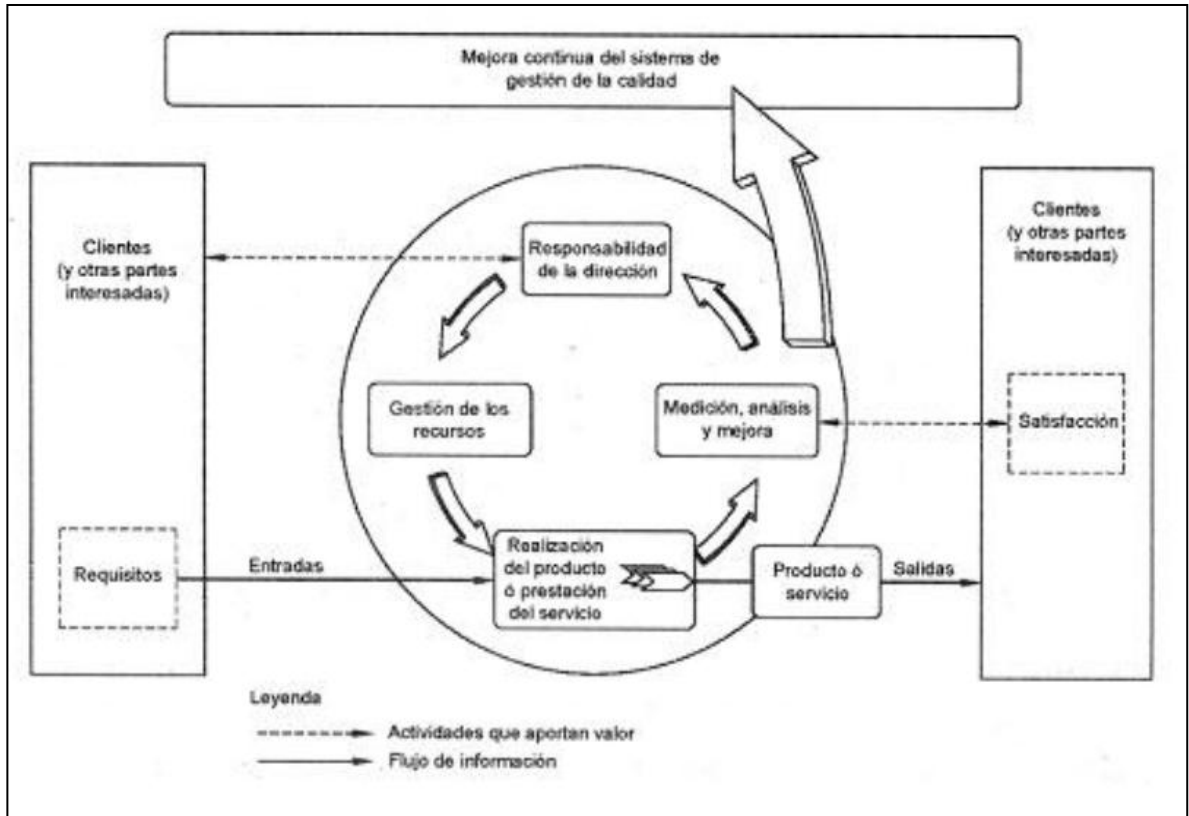 Mejora continua del sistema de
gestión de la calidad
Clientes
(y otras partes
interesadas)
Responsabilidad
de la dirección
Clientes
(y otras partes
interesadas)
Gestión de los
recursos
Medición, análisis
y mejora
Satisfacción
Requisitos
Entradas
Realización
del producto
ó prestación
del servicio
Producto ó
servicio
Salidas
Leyenda
Actividades que aportan valor
Flujo de información